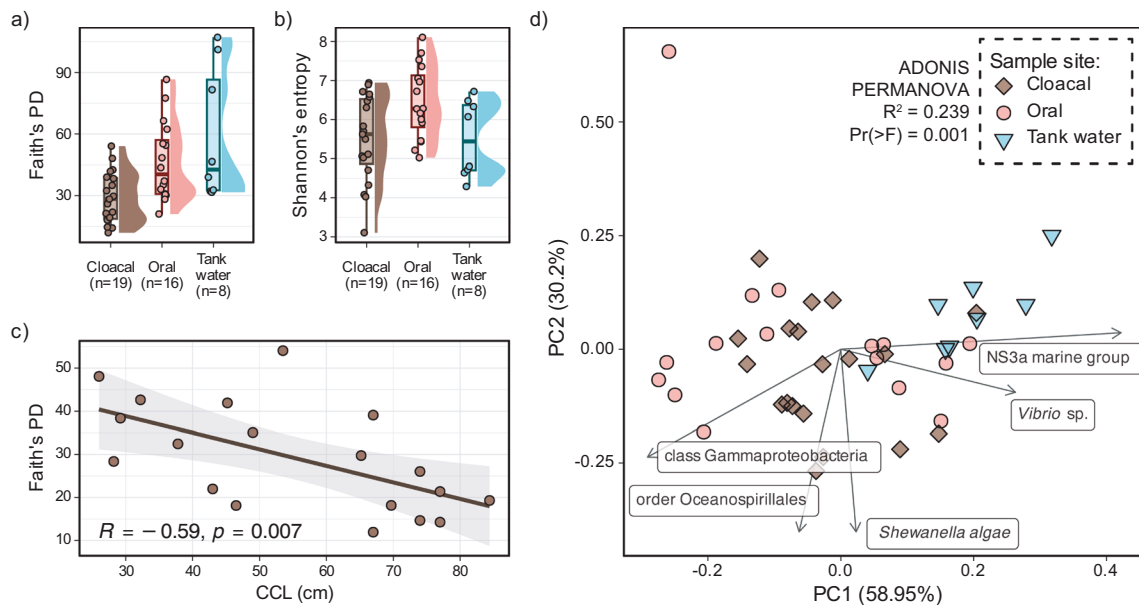 a)
Faith's PD
90
60
30
Cloacal
(n=19)
Oral
(n=16)
Tank
water
(n=8)
b)
Shannon's entropy
8
7
6
5
4
3
Cloacal
(n=19)
Oral
(n=16)
Tank
water
(n=8)
c)
Faith's PD
50
40
30
20
10
R = −0.59, p = 0.007
30
40
50
60
70
80
CCL (cm)
d)
ADONIS
PERMANOVA
R² = 0.239
Pr(>F) = 0.001
Sample site:
Cloacal
Oral
Tank water
PC2 (30.2%)
0.50
0.25
0.00
-0.25
NS3a marine group
Vibrio sp.
class Gammaproteobacteria
order Oceanospirillales
Shewanella algae
-0.2
0.0
0.2
0.4
PC1 (58.95%)